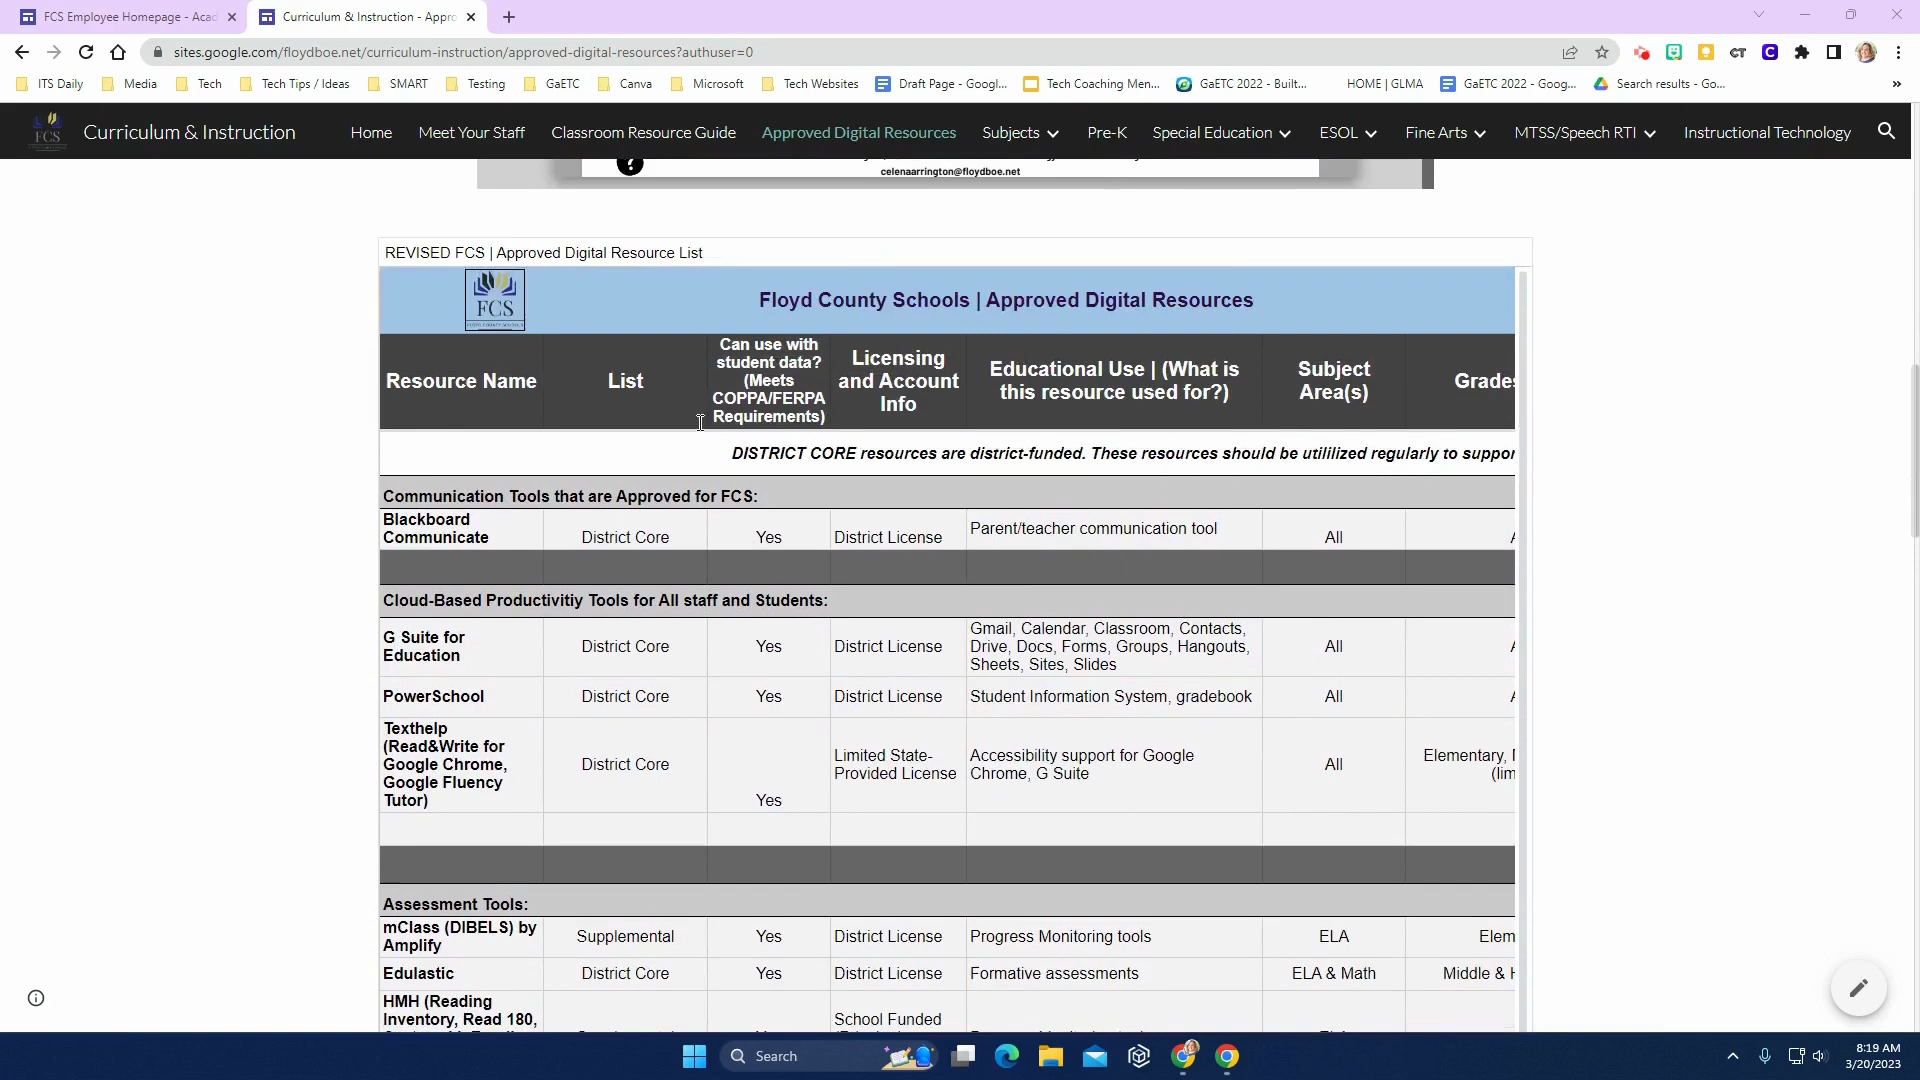 FCS Employee Homepage - Acad
Curriculum & Instruction - Appro
sites.google.com/floydboe.net/curriculum-instruction/approved-digital-resources?authuser=0
ITS Daily
Media
Tech
Tech Tips / Ideas
SMART
Testing
GaETC
Canva
Microsoft
Tech Websites
Draft Page - Googl...
Tech Coaching Men...
GaETC 2022 - Built...
HOME | GLMA
GaETC 2022 - Goog...
Search results - Go...
FCS
Curriculum & Instruction
Home
Meet Your Staff
Classroom Resource Guide
Approved Digital Resources
Subjects
Pre-K
Special Education
ESOL
Fine Arts
MTSS/Speech RTI
Instructional Technology
celenaarrington@floydboe.net
REVISED FCS | Approved Digital Resource List
FCS
FLOYD COUNTY SCHOOLS
Floyd County Schools | Approved Digital Resources
Resource Name
List
Can use with
student data?
(Meets
COPPA/FERPA
Requirements)
Licensing
and Account
Info
Educational Use | (What is
this resource used for?)
Subject
Area(s)
Grades
DISTRICT CORE resources are district-funded. These resources should be utililized regularly to suppor
Communication Tools that are Approved for FCS:
Blackboard
Communicate
District Core
Yes
District License
Parent/teacher communication tool
All
Cloud-Based Productivitiy Tools for All staff and Students:
G Suite for
Education
District Core
Yes
District License
Gmail, Calendar, Classroom, Contacts,
Drive, Docs, Forms, Groups, Hangouts,
Sheets, Sites, Slides
All
PowerSchool
District Core
Yes
District License
Student Information System, gradebook
All
Texthelp
(Read&Write for
Google Chrome,
Google Fluency
Tutor)
District Core
Yes
Limited State-
Provided License
Accessibility support for Google
Chrome, G Suite
All
Elementary,
(lim
Assessment Tools:
mClass (DIBELS) by
Amplify
Supplemental
Yes
District License
Progress Monitoring tools
ELA
Elem
Edulastic
District Core
Yes
District License
Formative assessments
ELA & Math
Middle & H
HMH (Reading
Inventory, Read 180,
School Funded
Search
8:19 AM
3/20/2023